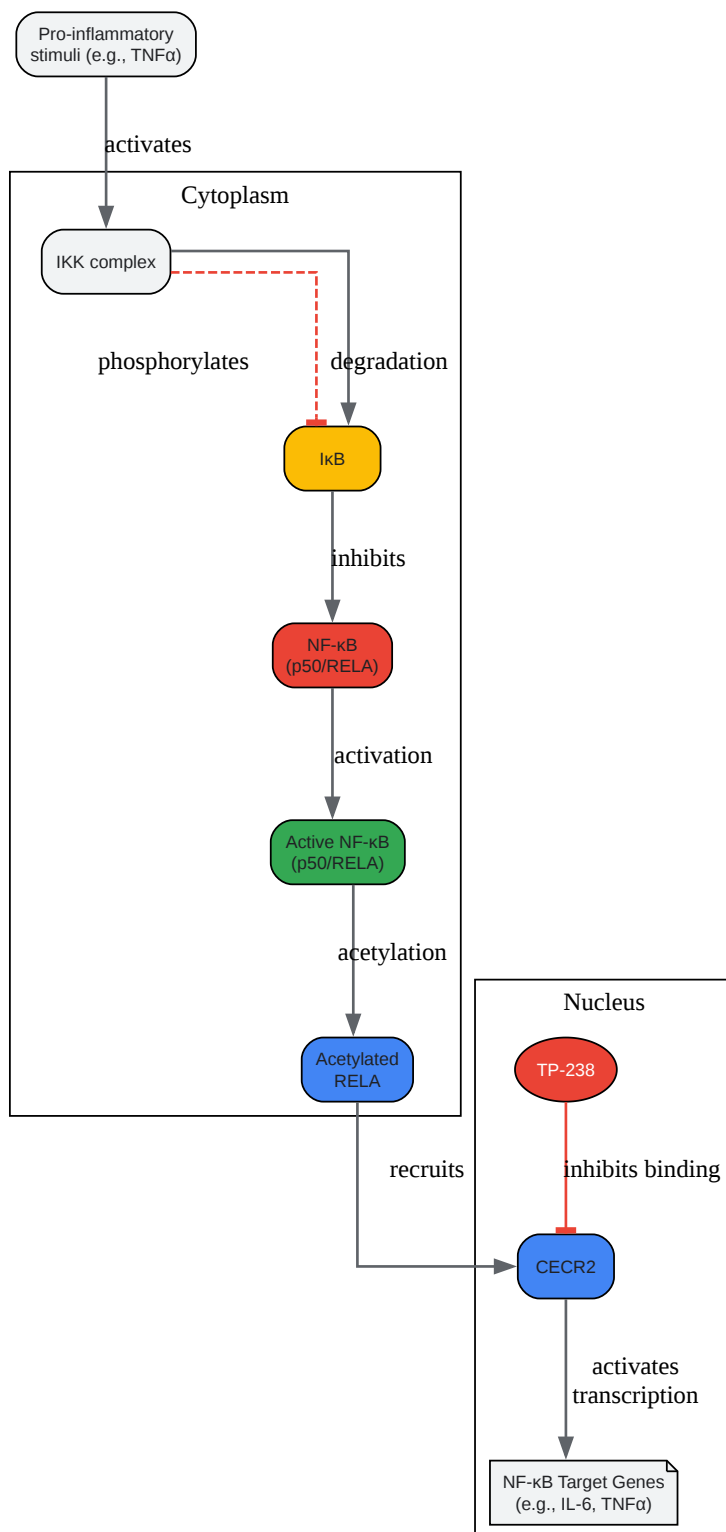 Pro-inflammatory
stimuli (e.g., TNFα)
activates
Cytoplasm
IKK complex
phosphorylates
degradation
IκB
inhibits
NF-κB
(p50/RELA)
activation
Active NF-κB
(p50/RELA)
acetylation
Nucleus
Acetylated
RELA
TP-238
recruits
inhibits binding
CECR2
activates
transcription
NF-κB Target Genes
(e.g., IL-6, TNFα)